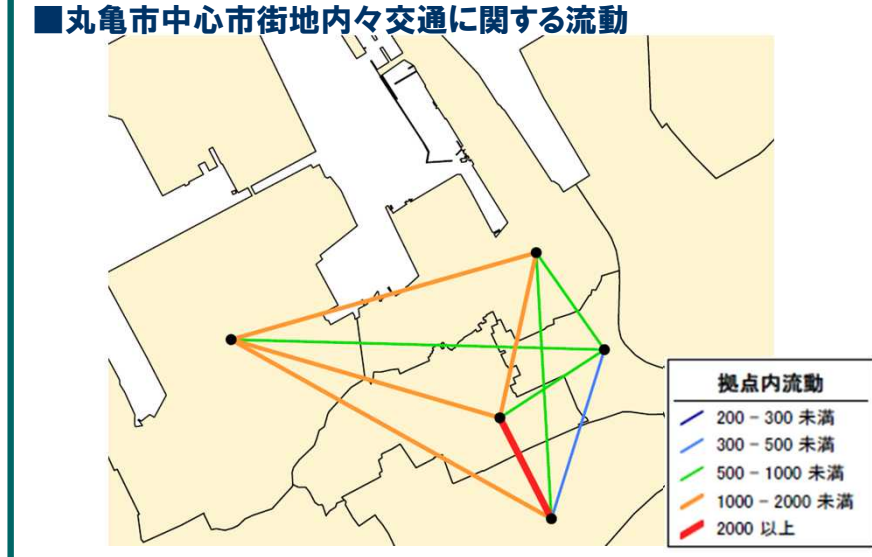 ■丸亀市中心市街地内々交通に関する流動
拠点内流動
200 - 300 未満
300 - 500 未満
500 - 1000 未満
1000 - 2000 未満
2000 以上